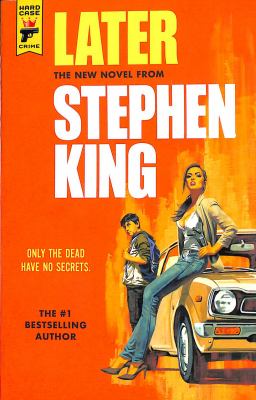 HARD
CASE
CRIME
LATER
THE NEW NOVEL FROM
STEPHEN
KING
ONLY THE DEAD
HAVE NO SECRETS.
THE #1
BESTSELLING
AUTHOR